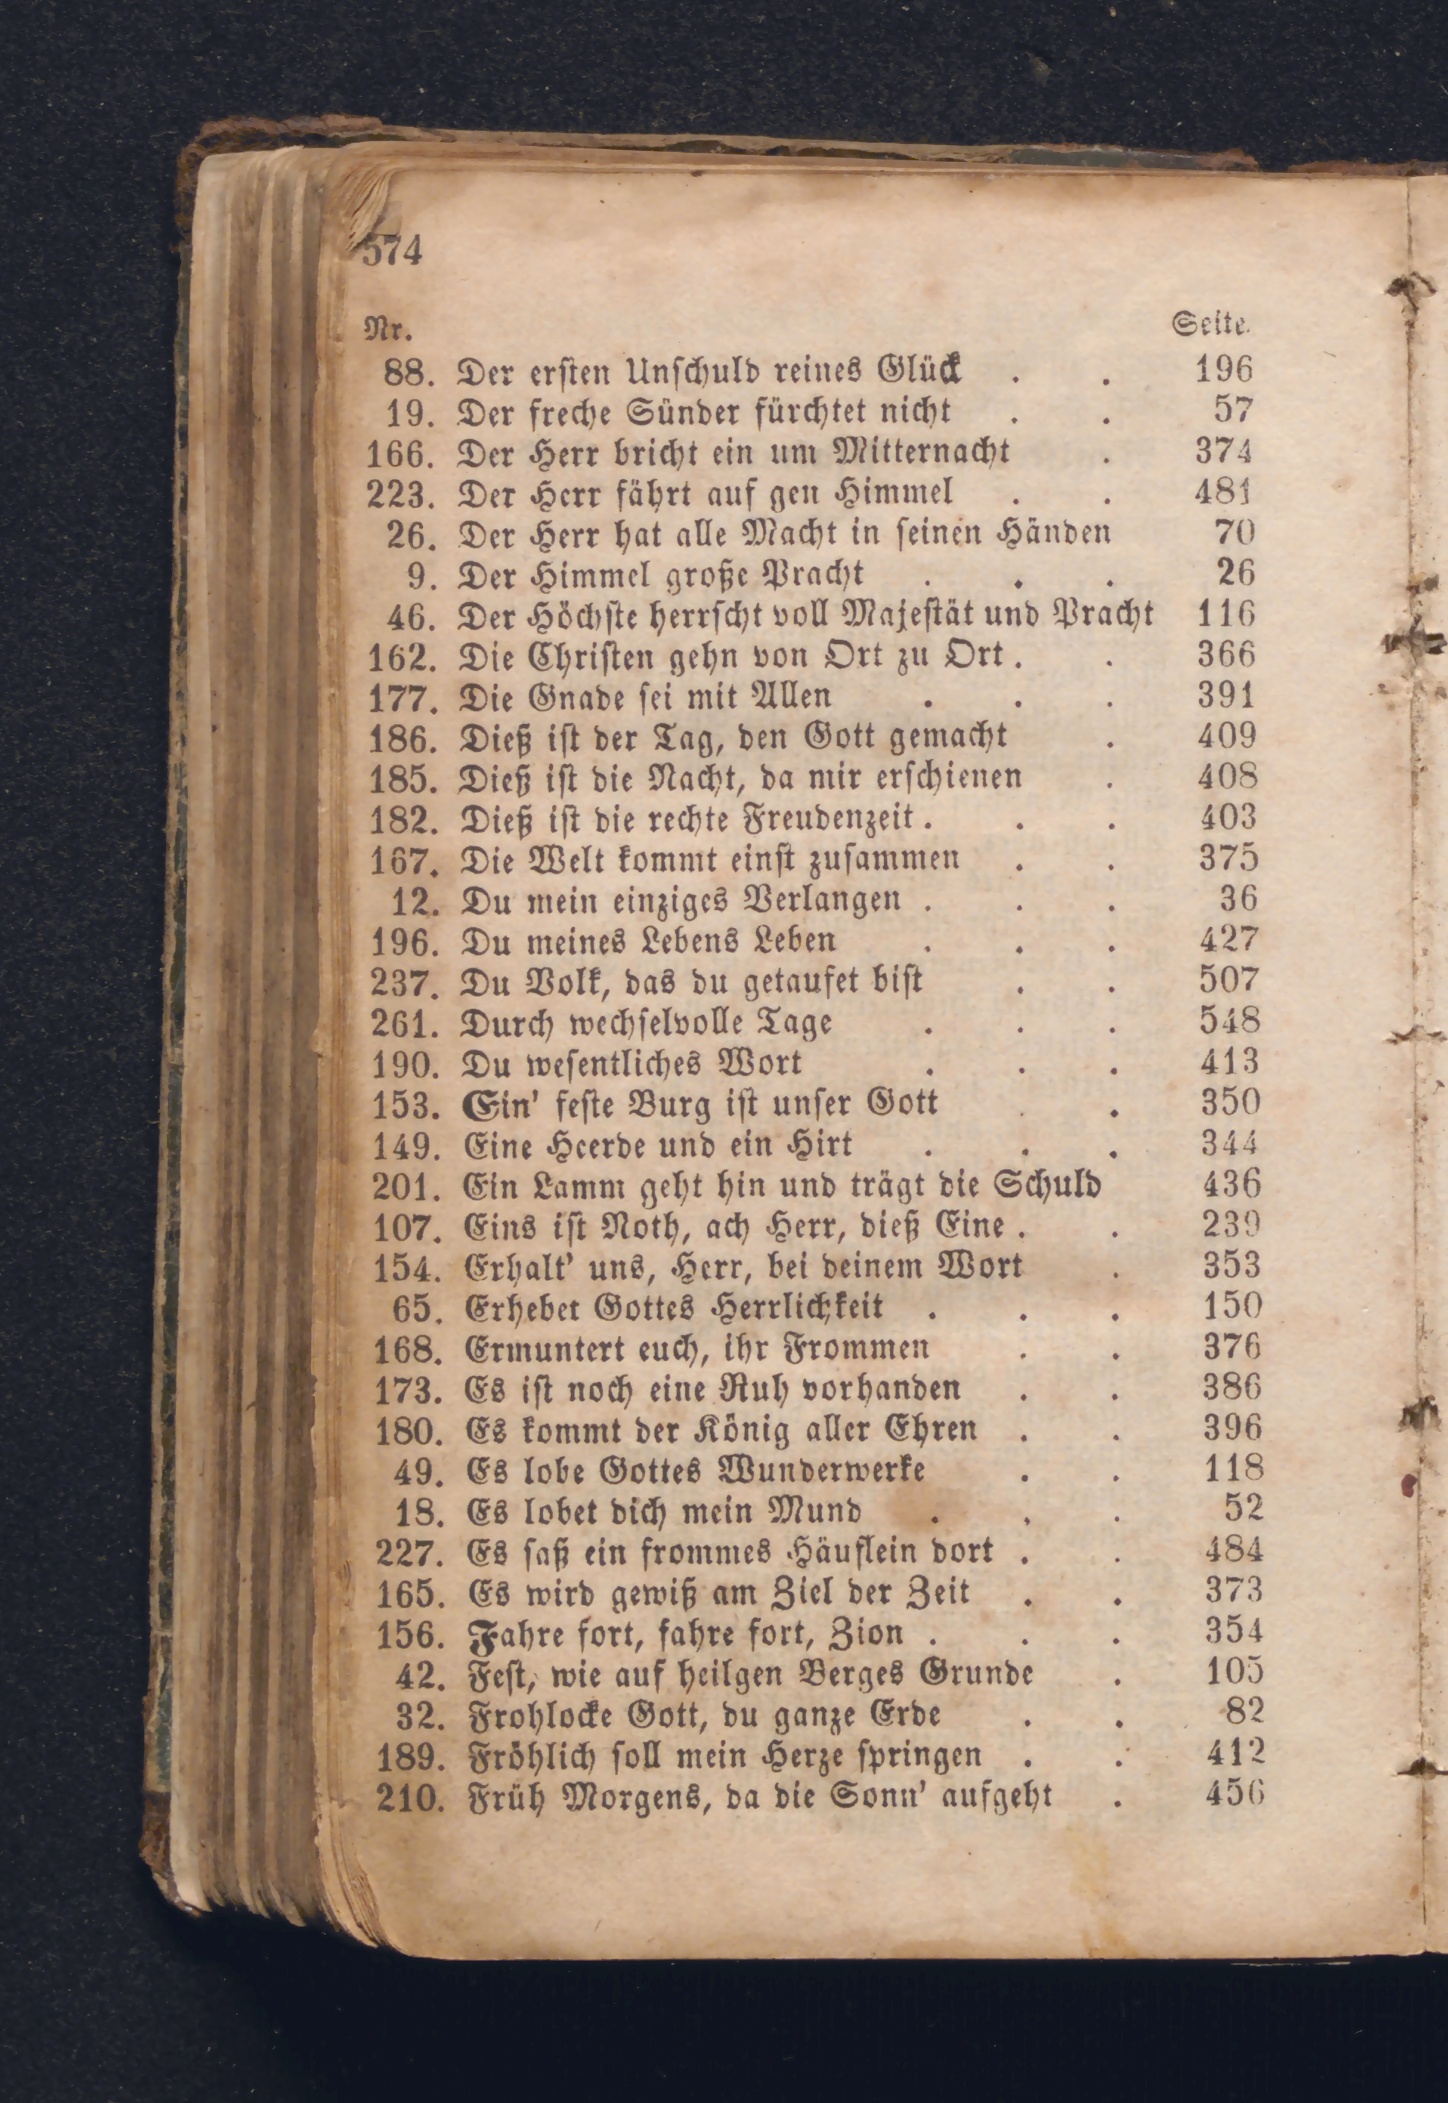 574
Nr. Seite.
88. Der ersten Unschuld reines Glück . . 196
19. Der freche Sünder fürchtet nicht . . 57
166. Der Herr bricht ein um Mitternacht . 374
223. Der Herr fährt auf gen Himmel . . 481
26. Der Herr hat alle Macht in seinen Händen 70
9. Der Himmel große Pracht . . . 26
46. Der Höchste herrscht voll Majestät und Pracht 116
162. Die Christen gehn von Ort zu Ort . . 366
177. Die Gnade sei mit Allen . . . 391
186. Dieß ist der Tag, den Gott gemacht . 409
185. Dieß ist die Nacht, da mir erschienen . 408
182. Dieß ist die rechte Freudenzeit . . . 403
167. Die Welt kommt einst zusammen . . 375
12. Du mein einziges Verlangen . . . 36
196. Du meines Lebens Leben . . . 427
237. Du Volk, das du getaufet bist . . 507
261. Durch wechselvolle Tage . . . 548
190. Du wesentliches Wort . . . 413
153. Ein' feste Burg ist unser Gott . . 350
149. Eine Heerde und ein Hirt . . . 344
201. Ein Lamm geht hin und trägt die Schuld 436
107. Eins ist Noth, ach Herr, dieß Eine . . 239
154. Erhalt' uns, Herr, bei deinem Wort . 353
65. Erhebet Gottes Herrlichkeit . . . 150
168. Ermuntert euch, ihr Frommen . . 376
173. Es ist noch eine Ruh vorhanden . . 386
180. Es kommt der König aller Ehren . . 396
49. Es lobe Gottes Wunderwerke . . 118
18. Es lobet dich mein Mund . . . 52
227. Es saß ein frommes Häuflein dort . . 484
165. Es wird gewiß am Ziel der Zeit . . 373
156. Fahre fort, fahre fort, Zion . . . 354
42. Fest, wie auf heilgen Berges Grunde . 105
32. Frohlocke Gott, du ganze Erde . . 82
189. Fröhlich soll mein Herze springen . . 412
210. Früh Morgens, da die Sonn' aufgeht . 456